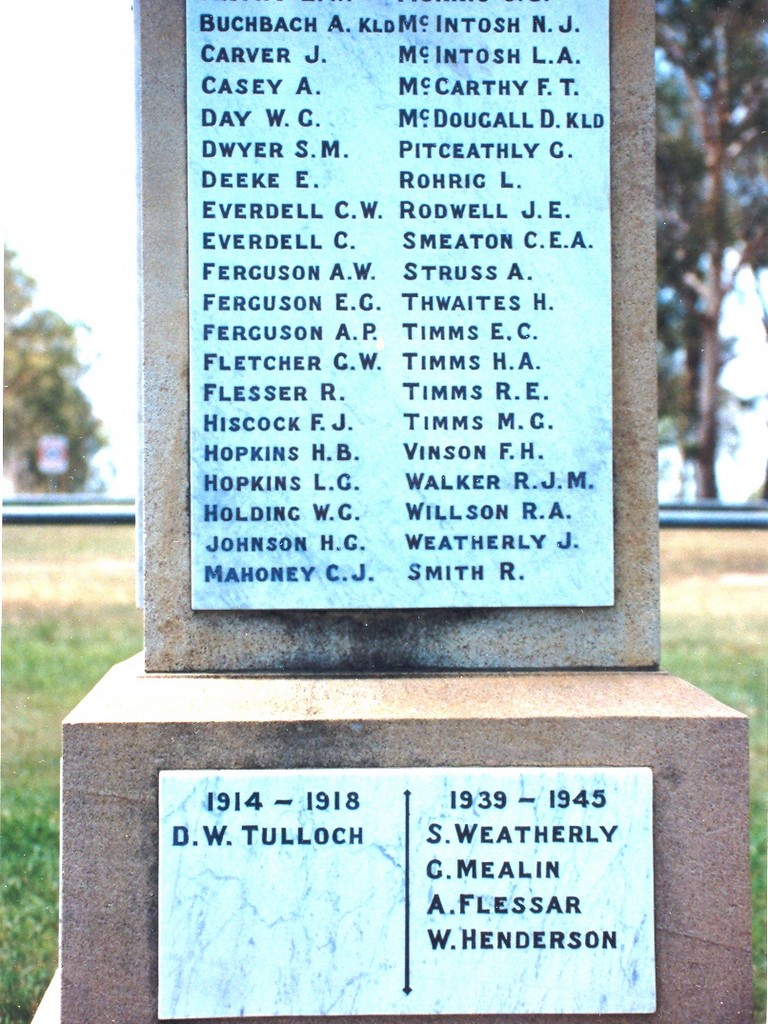 BUCHBACH A. KLD
CARVER J.
CASEY A.
DAY W. G.
DWYER S.M.
DEEKE E.
EVERDELL C.W.
EVERDELL C.
FERGUSON A.W.
FERGUSON E.G.
FERGUSON A.P.
FLETCHER G.W.
FLESSER R.
HISCOCK F.J.
HOPKINS H.B.
HOPKINS L.G.
HOLDING W.G.
JOHNSON H.G.
MAHONEY C.J.
McINTOSH N.J.
McINTOSH L.A.
McCARTHY F.T.
McDOUGALL D. KLD
PITCEATHLY G.
ROHRIG L.
RODWELL J.E.
SMEATON C.E.A.
STRUSS A.
THWAITES H.
TIMMS E.C.
TIMMS H.A.
TIMMS R.E.
TIMMS M.G.
VINSON F.H.
WALKER R.J.M.
WILLSON R.A.
WEATHERLY J.
SMITH R.
1914 – 1918
D.W. TULLOCH
1939 – 1945
S. WEATHERLY
G. MEALIN
A. FLESSAR
W. HENDERSON